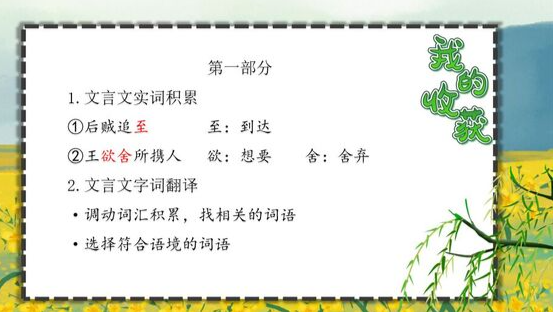 我的收获
第一部分
1.文言文实词积累
①后贼追至 至：到达
②王欲舍所携人 欲：想要 舍：舍弃
2.文言文字词翻译
·调动词汇积累，找相关的词语
·选择符合语境的词语